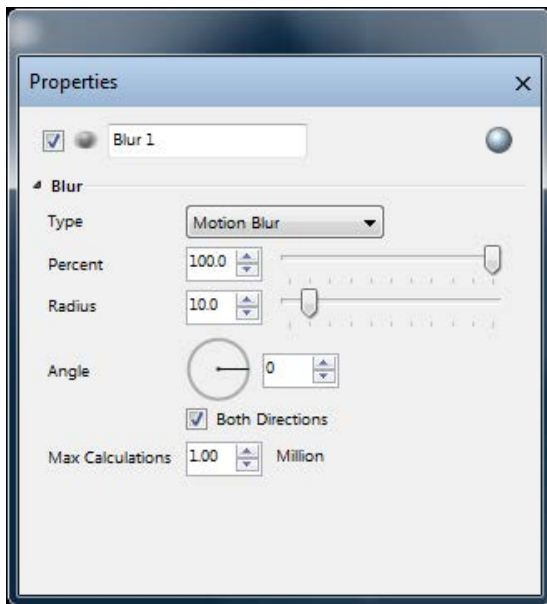 Properties
Blur 1
Blur
Type Motion Blur
Percent 100.0
Radius 10.0
Angle 0
Both Directions
Max Calculations 1.00 Million